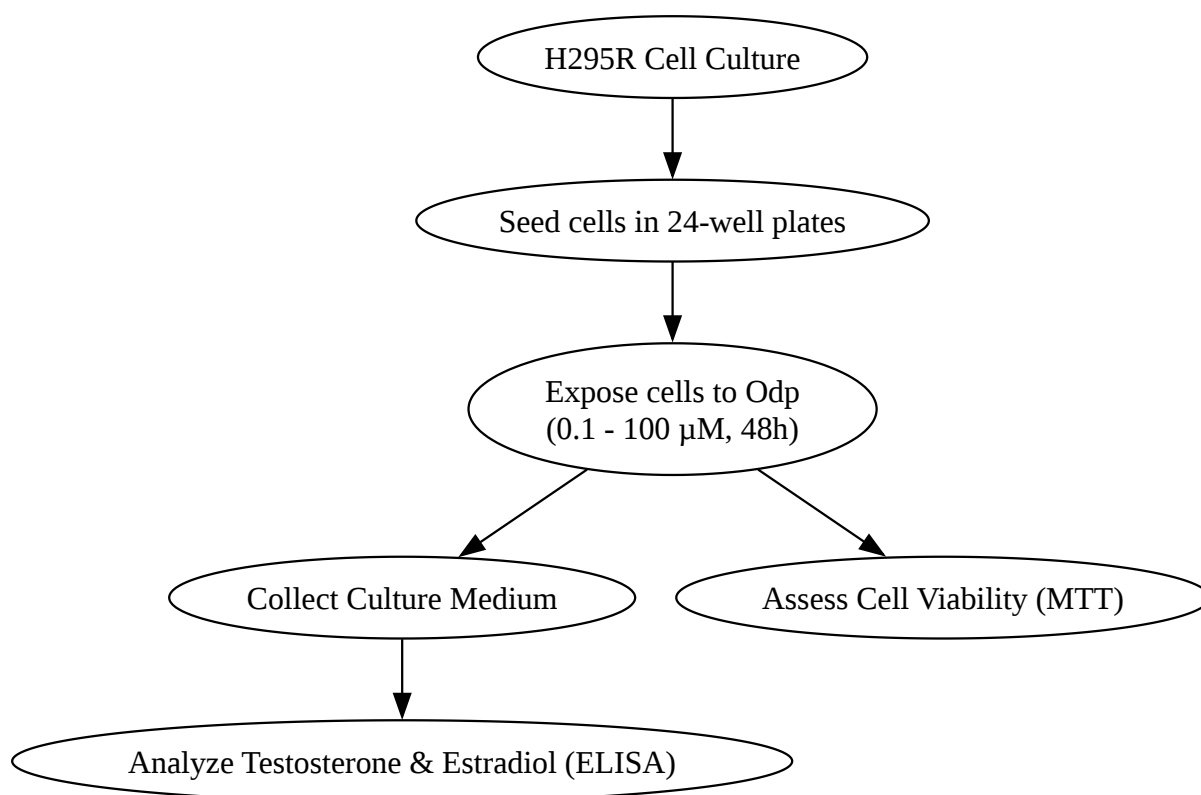 H295R Cell Culture
Seed cells in 24-well plates
Expose cells to Odp
(0.1 - 100 µM, 48h)
Collect Culture Medium
Assess Cell Viability (MTT)
Analyze Testosterone & Estradiol (ELISA)